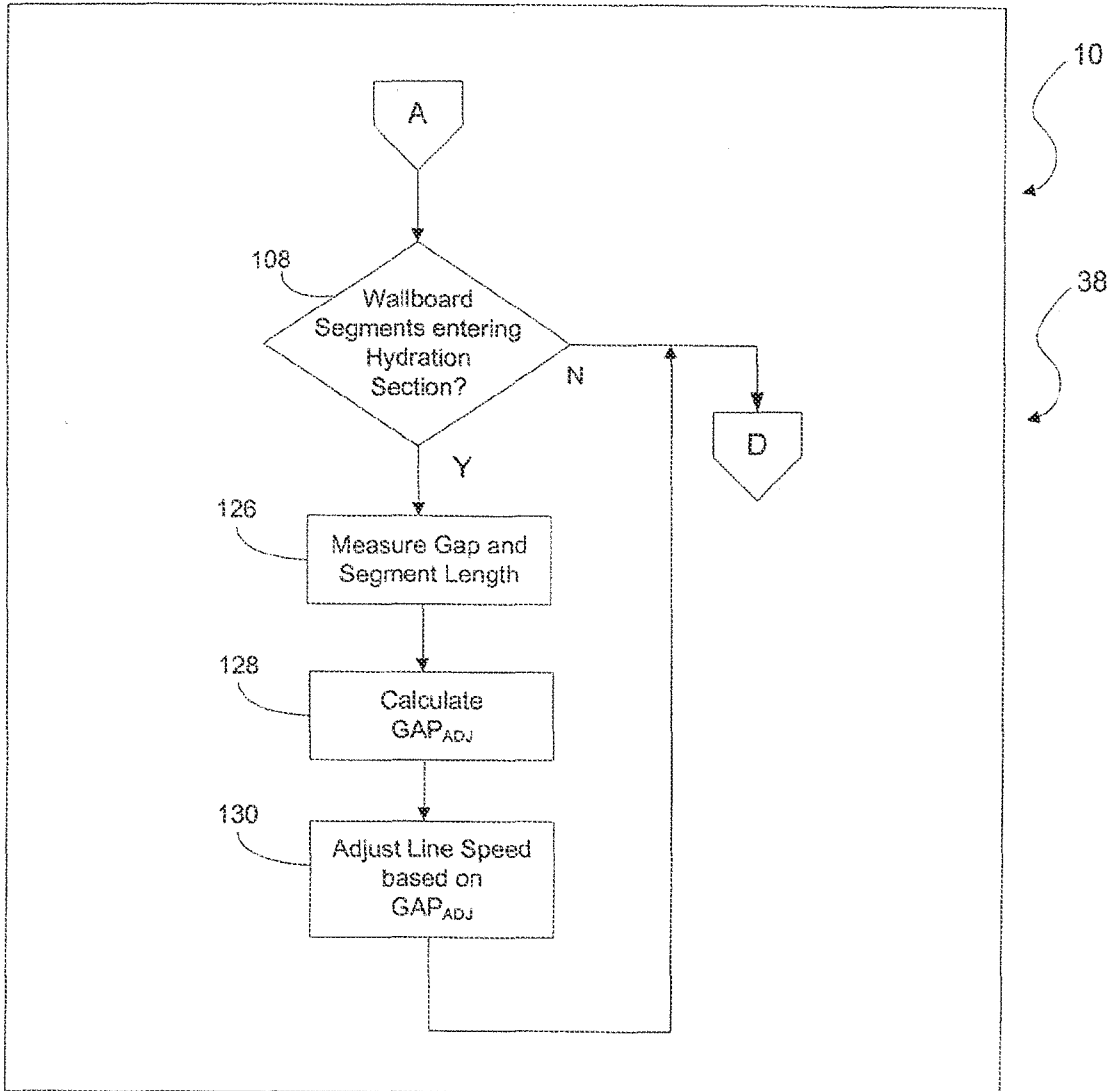 10
A
38
108
Wallboard
Segments entering
Hydration
Section?
N
D
Y
126
Measure Gap and
Segment Length
128
Calculate
GAPADJ
130
Adjust Line Speed
based on
GAPADJ